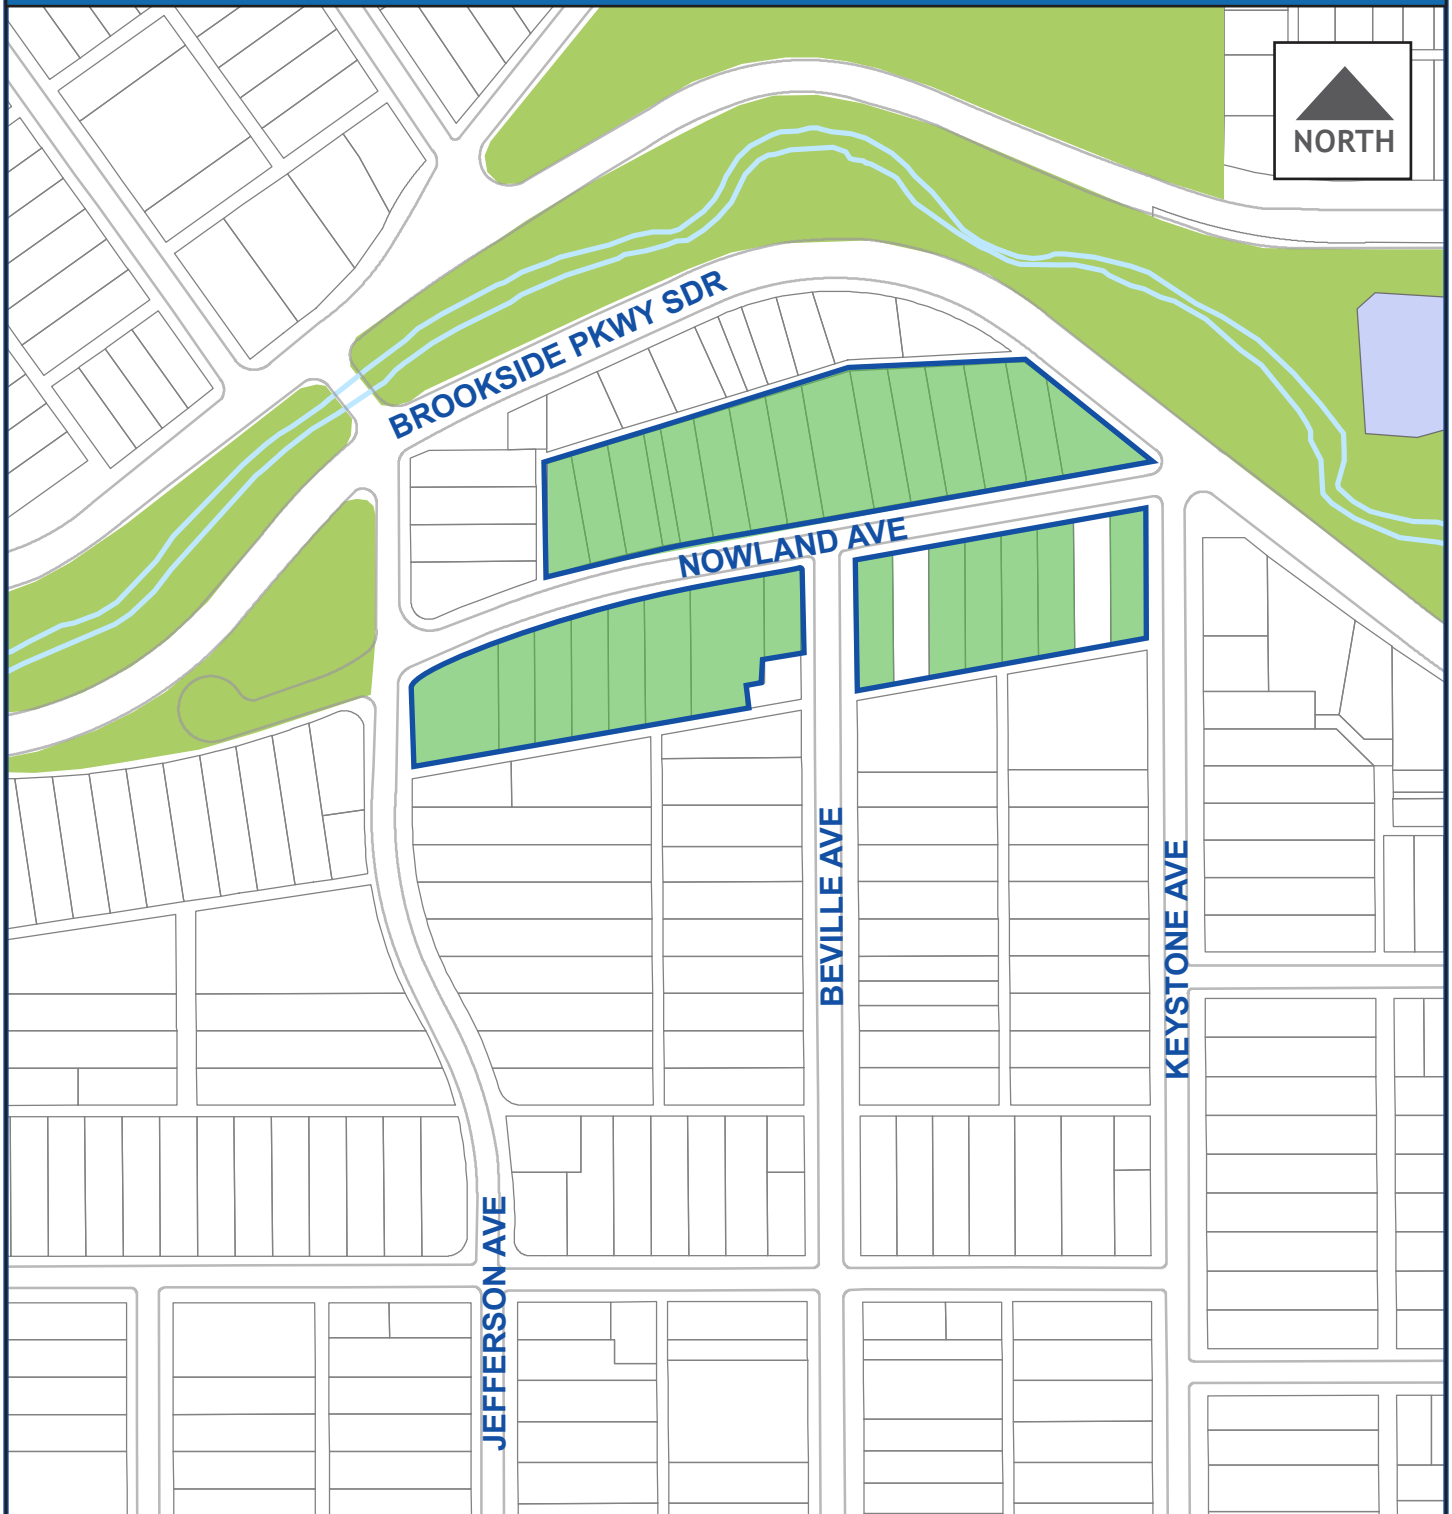 NORTH
BROOKSIDE PKWY SDR
NOWLAND AVE
BEVILLE AVE
KEYSTONE AVE
JEFFERSON AVE